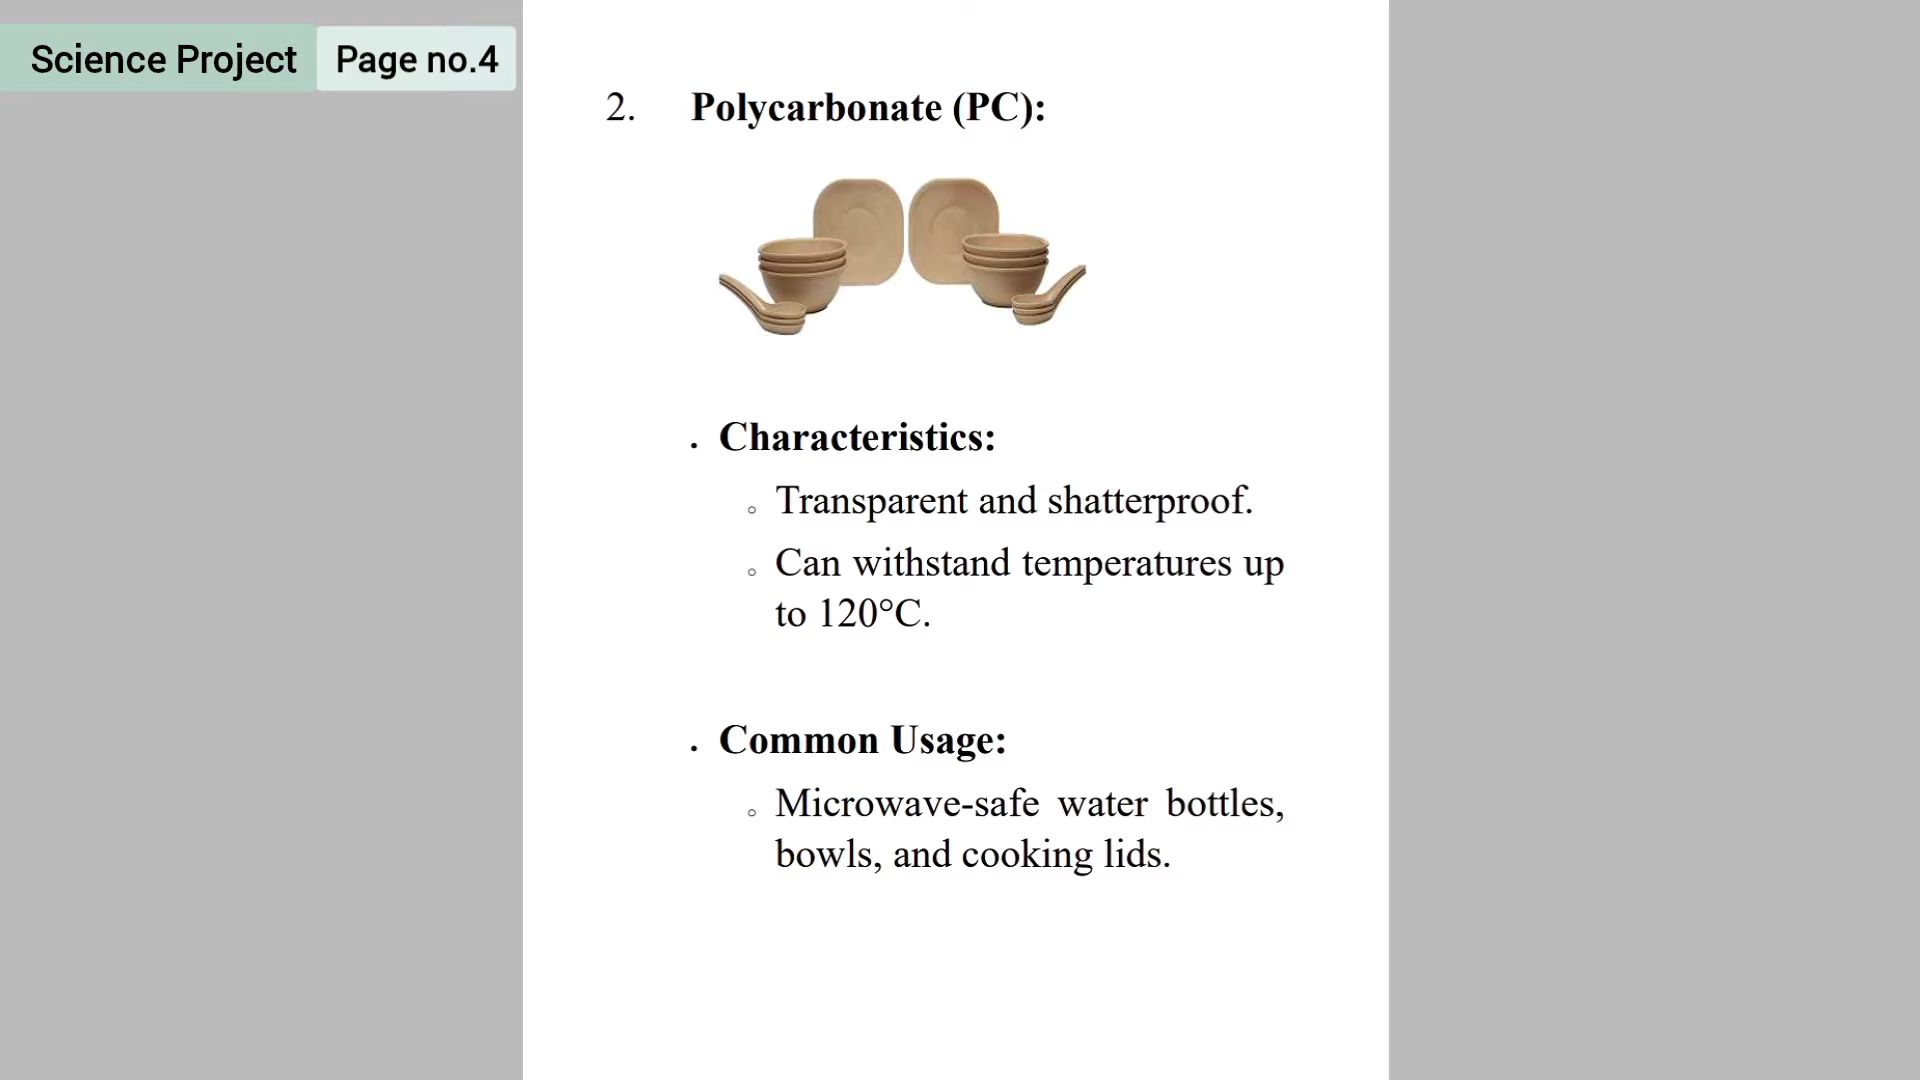 Science Project
Page no.4
2. Polycarbonate (PC):
• Characteristics:
○ Transparent and shatterproof.
○ Can withstand temperatures up
to 120°C.
• Common Usage:
○ Microwave-safe water bottles,
bowls, and cooking lids.